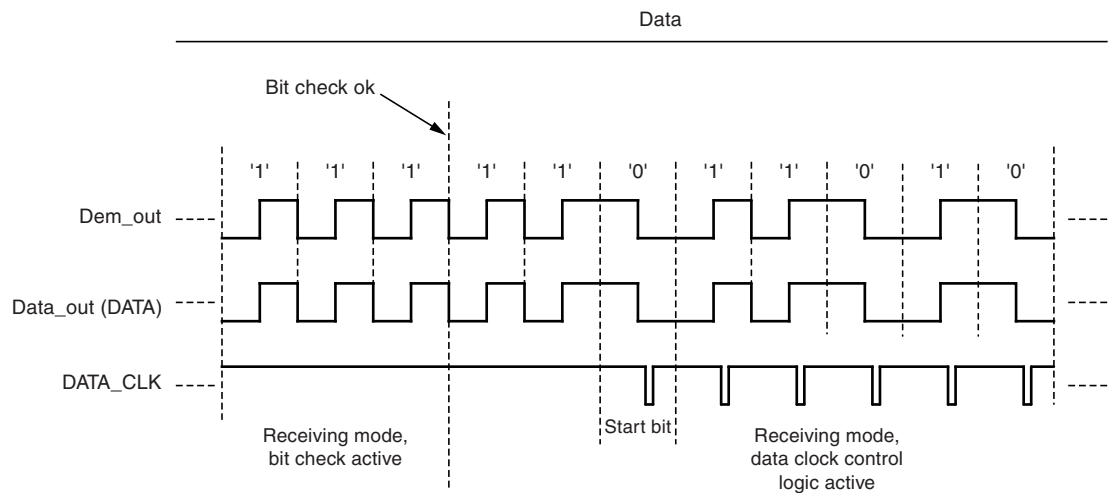 Data
Bit check ok
'1' '1' '1' '1' '1' '0' '1' '1' '0' '1' '0'
Dem_out
Data_out (DATA)
DATA_CLK
Start bit
Receiving mode,
bit check active
Receiving mode,
data clock control
logic active